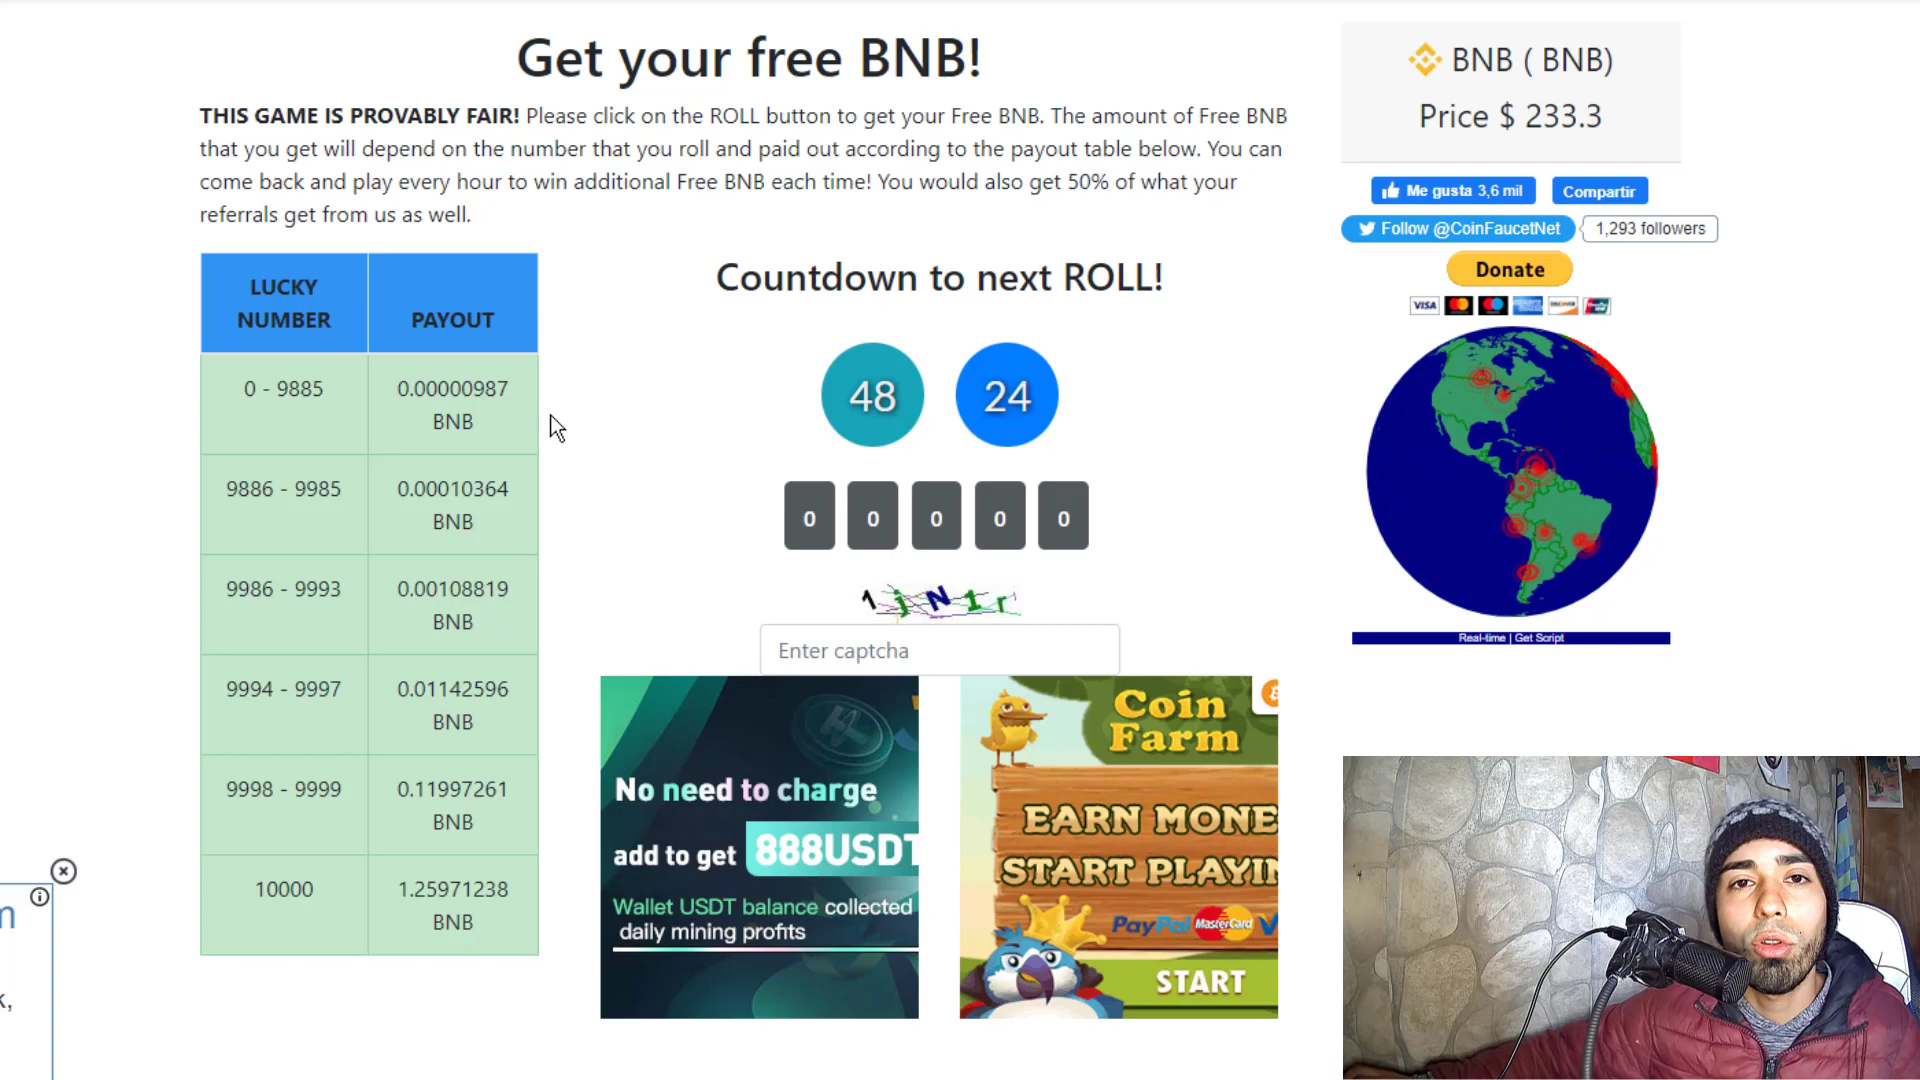 Get your free BNB!
THIS GAME IS PROVABLY FAIR! Please click on the ROLL button to get your Free BNB. The amount of Free BNB
that you get will depend on the number that you roll and paid out according to the payout table below. You can
come back and play every hour to win additional Free BNB each time! You would also get 50% of what your
referrals get from us as well.
LUCKY
NUMBER
PAYOUT
0 - 9885
0.00000987
BNB
9886 - 9985
0.00010364
BNB
9986 - 9993
0.00108819
BNB
9994 - 9997
0.01142596
BNB
9998 - 9999
0.11997261
BNB
10000
1.25971238
BNB
Countdown to next ROLL!
48
24
0 0 0 0 0
1jN1r
Enter captcha
No need to charge
add to get 888USDT
Wallet USDT balance collected
daily mining profits
Coin
Farm
EARN MONE
START PLAYIN
PayPal MasterCard V
START
BNB ( BNB)
Price $ 233.3
Me gusta 3,6 mil
Compartir
Follow @CoinFaucetNet
1,293 followers
Donate
VISA
DISCOVER
Real-time | Get Script
k,